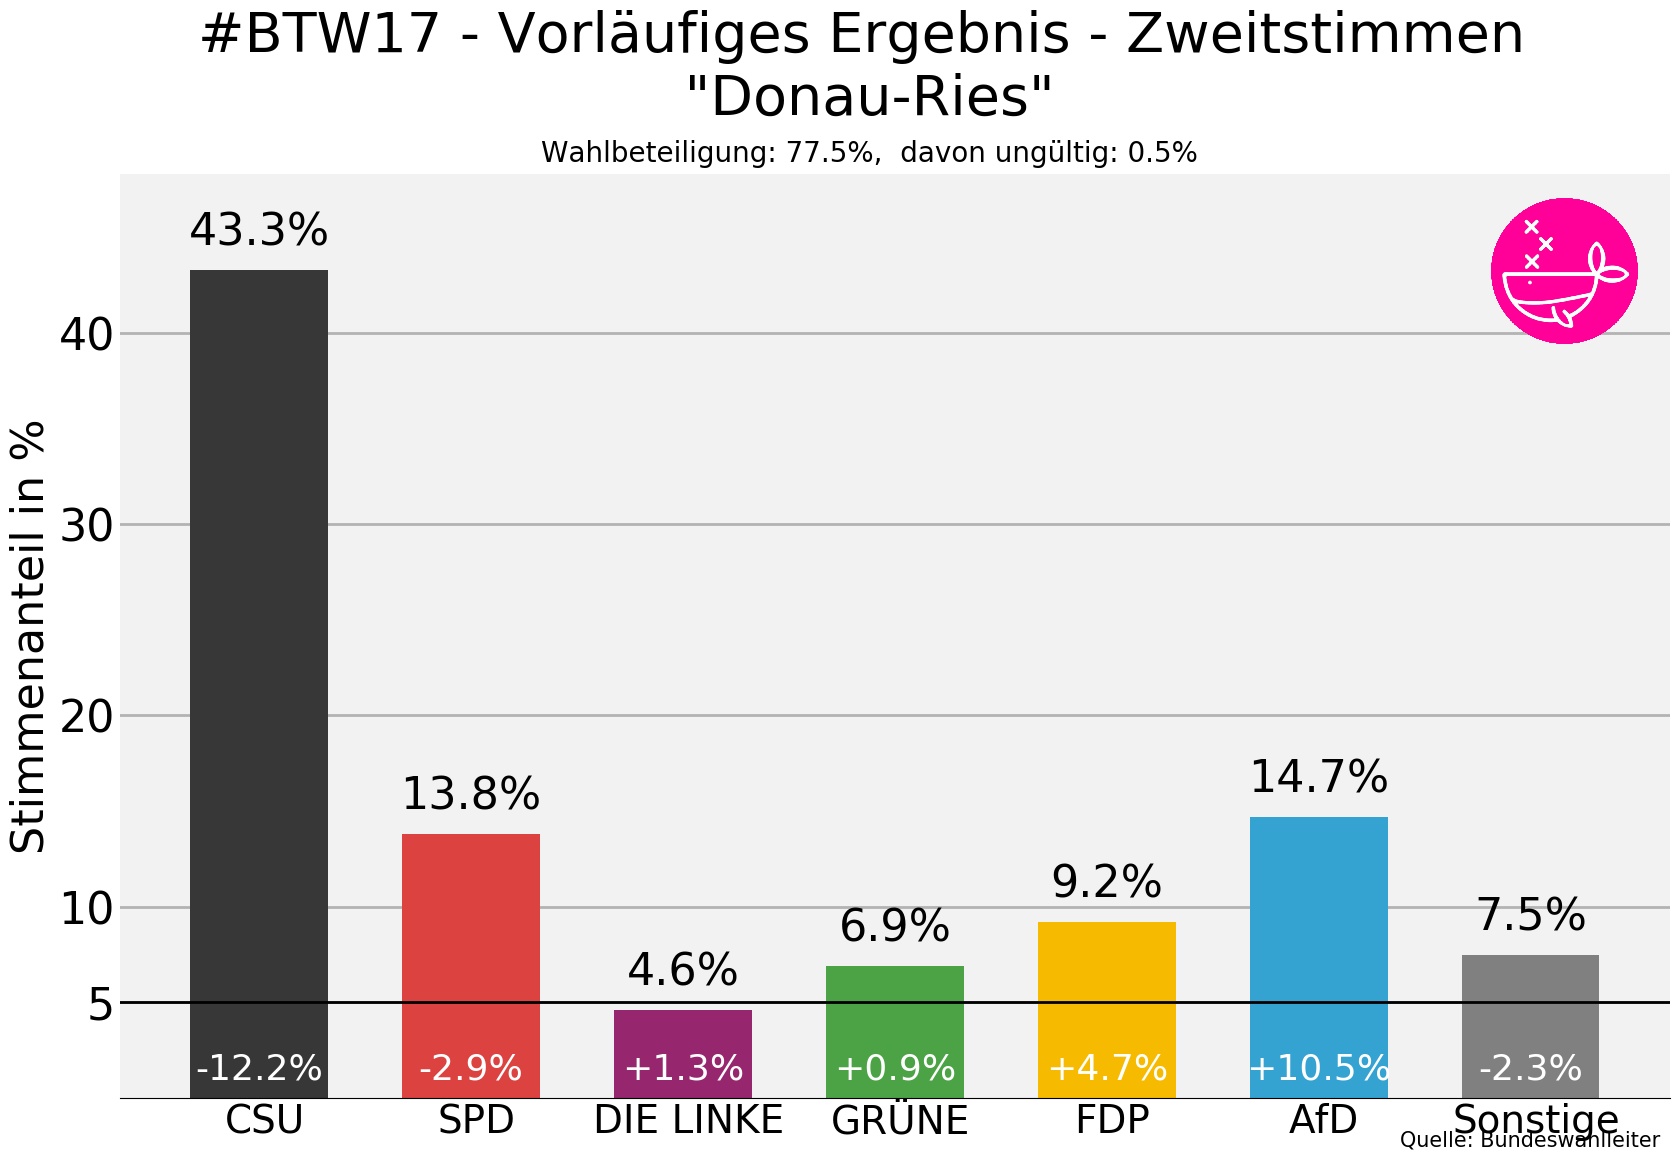 #BTW17 - Vorläufiges Ergebnis - Zweitstimmen
"Donau-Ries"
Wahlbeteiligung: 77.5%,  davon ungültig: 0.5%
Stimmenanteil in %
40
30
20
10
5
43.3%
13.8%
4.6%
6.9%
9.2%
14.7%
7.5%
-12.2%
-2.9%
+1.3%
+0.9%
+4.7%
+10.5%
-2.3%
CSU
SPD
DIE LINKE
GRÜNE
FDP
AfD
Sonstige
Quelle: Bundeswahlleiter